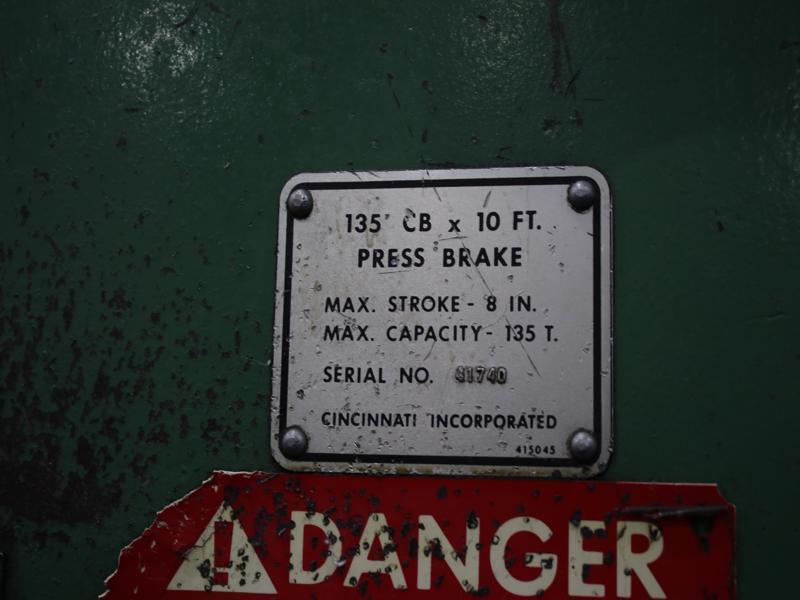 135 CB x 10 FT.
PRESS BRAKE
MAX. STROKE - 8 IN.
MAX. CAPACITY - 135 T.
SERIAL NO. 41740
CINCINNATI INCORPORATED
415045
! DANGER